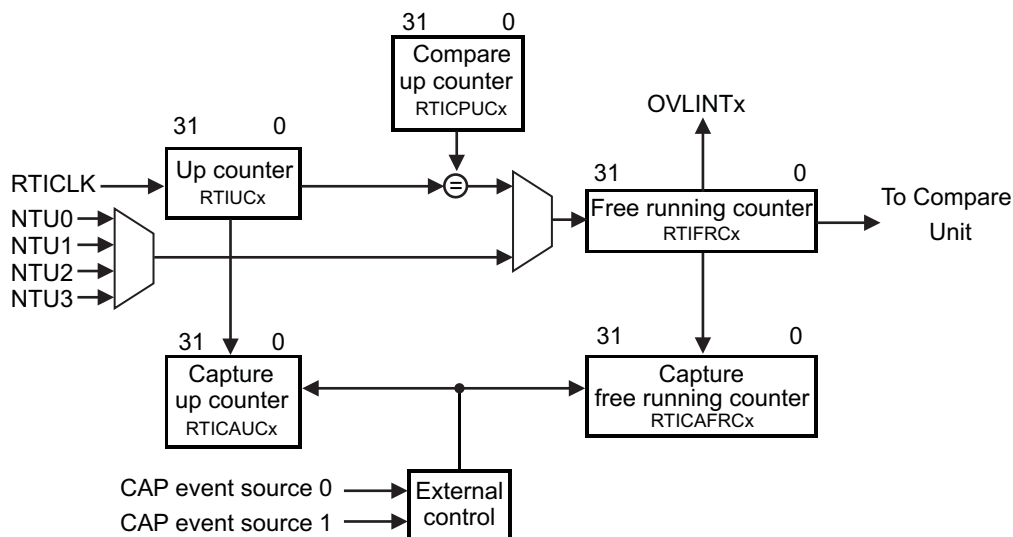 31 0
Compare
up counter
RTICPUCx
OVLINTx
31 0
Up counter
RTIUCx
RTICLK
=
31 0
Free running counter
RTIFRCx
To Compare
Unit
NTU0
NTU1
NTU2
NTU3
31 0
Capture
up counter
RTICAUCx
31 0
Capture
free running counter
RTICAFRCx
CAP event source 0
CAP event source 1
External
control